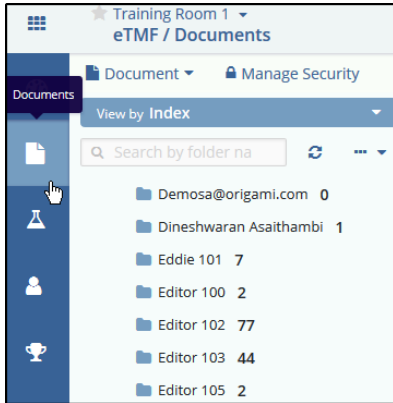 Training Room 1
eTMF / Documents
Document
Manage Security
Documents
View by Index
Search by folder na
Demosa@origami.com 0
Dineshwaran Asaithambi 1
Eddie 101 7
Editor 100 2
Editor 102 77
Editor 103 44
Editor 105 2